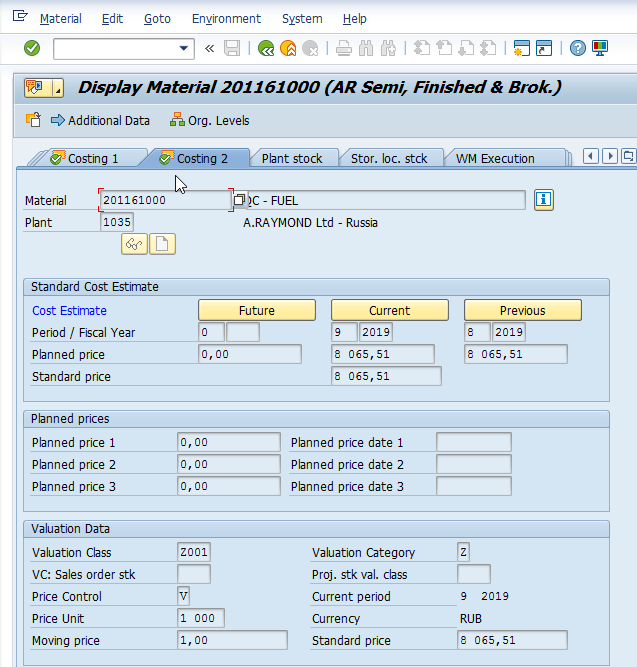 Material Edit Goto Environment System Help
Display Material 201161000 (AR Semi, Finished & Brok.)
Additional Data Org. Levels
Costing 1 Costing 2 Plant stock Stor. loc. stck WM Execution
Material 201161000 QC - FUEL
Plant 1035 A.RAYMOND Ltd - Russia
Standard Cost Estimate
Cost Estimate Future Current Previous
Period / Fiscal Year 0 9 2019 8 2019
Planned price 0,00 8 065,51 8 065,51
Standard price 8 065,51
Planned prices
Planned price 1 0,00 Planned price date 1
Planned price 2 0,00 Planned price date 2
Planned price 3 0,00 Planned price date 3
Valuation Data
Valuation Class Z001 Valuation Category Z
VC: Sales order stk Proj. stk val. class
Price Control V Current period 9 2019
Price Unit 1 000 Currency RUB
Moving price 1,00 Standard price 8 065,51